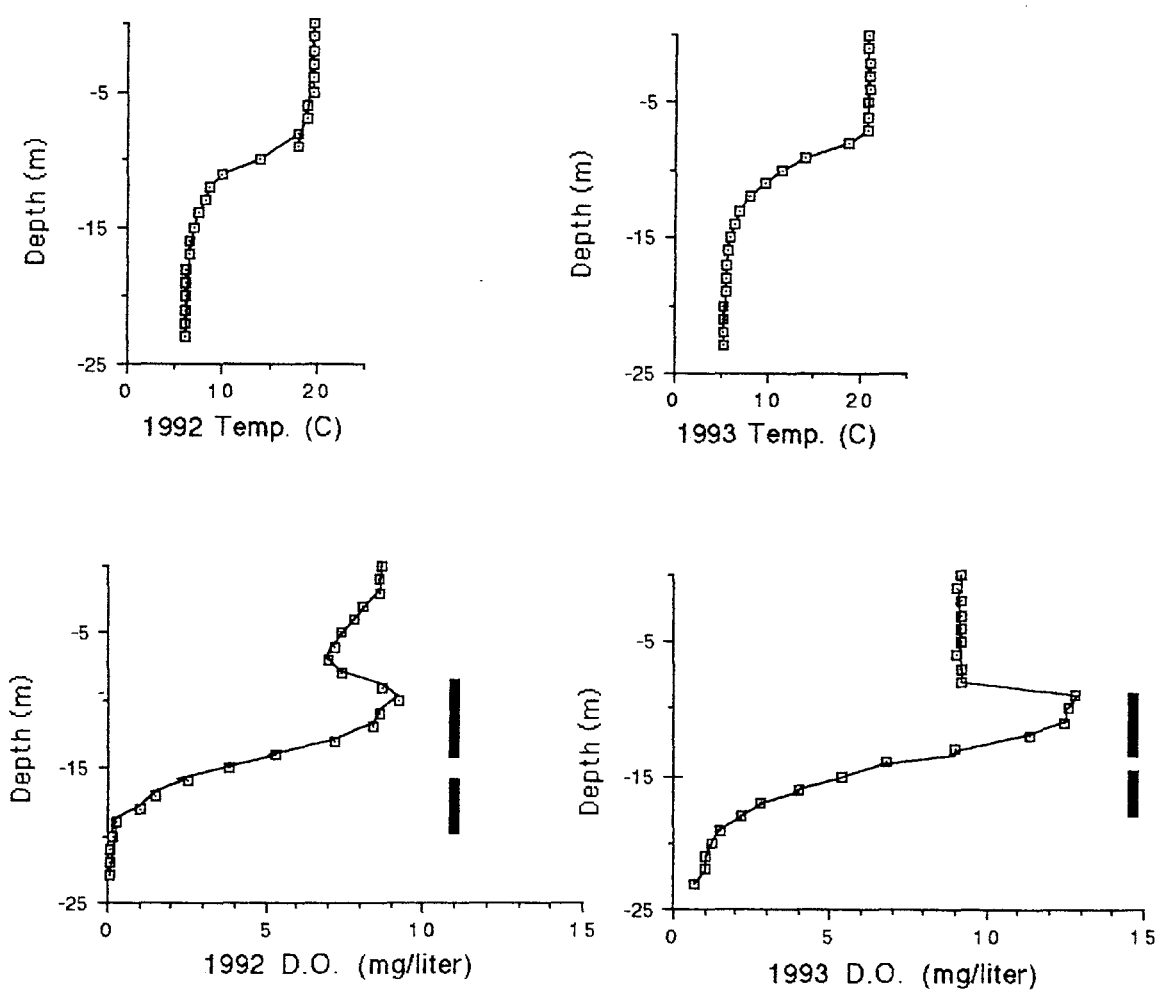 -5
-15
-25
Depth (m)
0 10 20
1992 Temp. (C)
-5
-15
-25
Depth (m)
0 10 20
1993 Temp. (C)
-5
-15
-25
Depth (m)
0 5 10 15
1992 D.O. (mg/liter)
-5
-15
-25
Depth (m)
0 5 10 15
1993 D.O. (mg/liter)